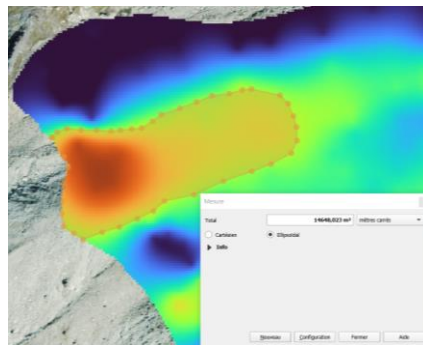 Mesure
Total 14648,023 m² mètres carrés
Cartésien Ellipsoïdal
Info
Nouveau Configuration Fermer Aide